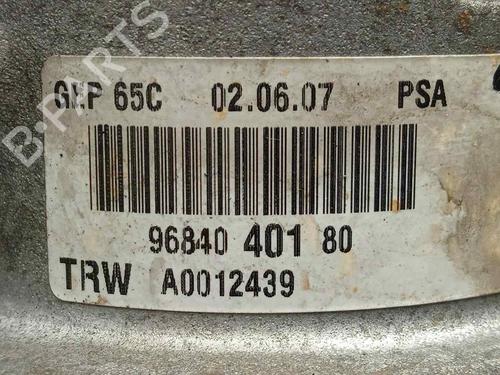 GEP 65C 02.06.07 PSA
96840 401 80
TRW A0012439
B-PARTS